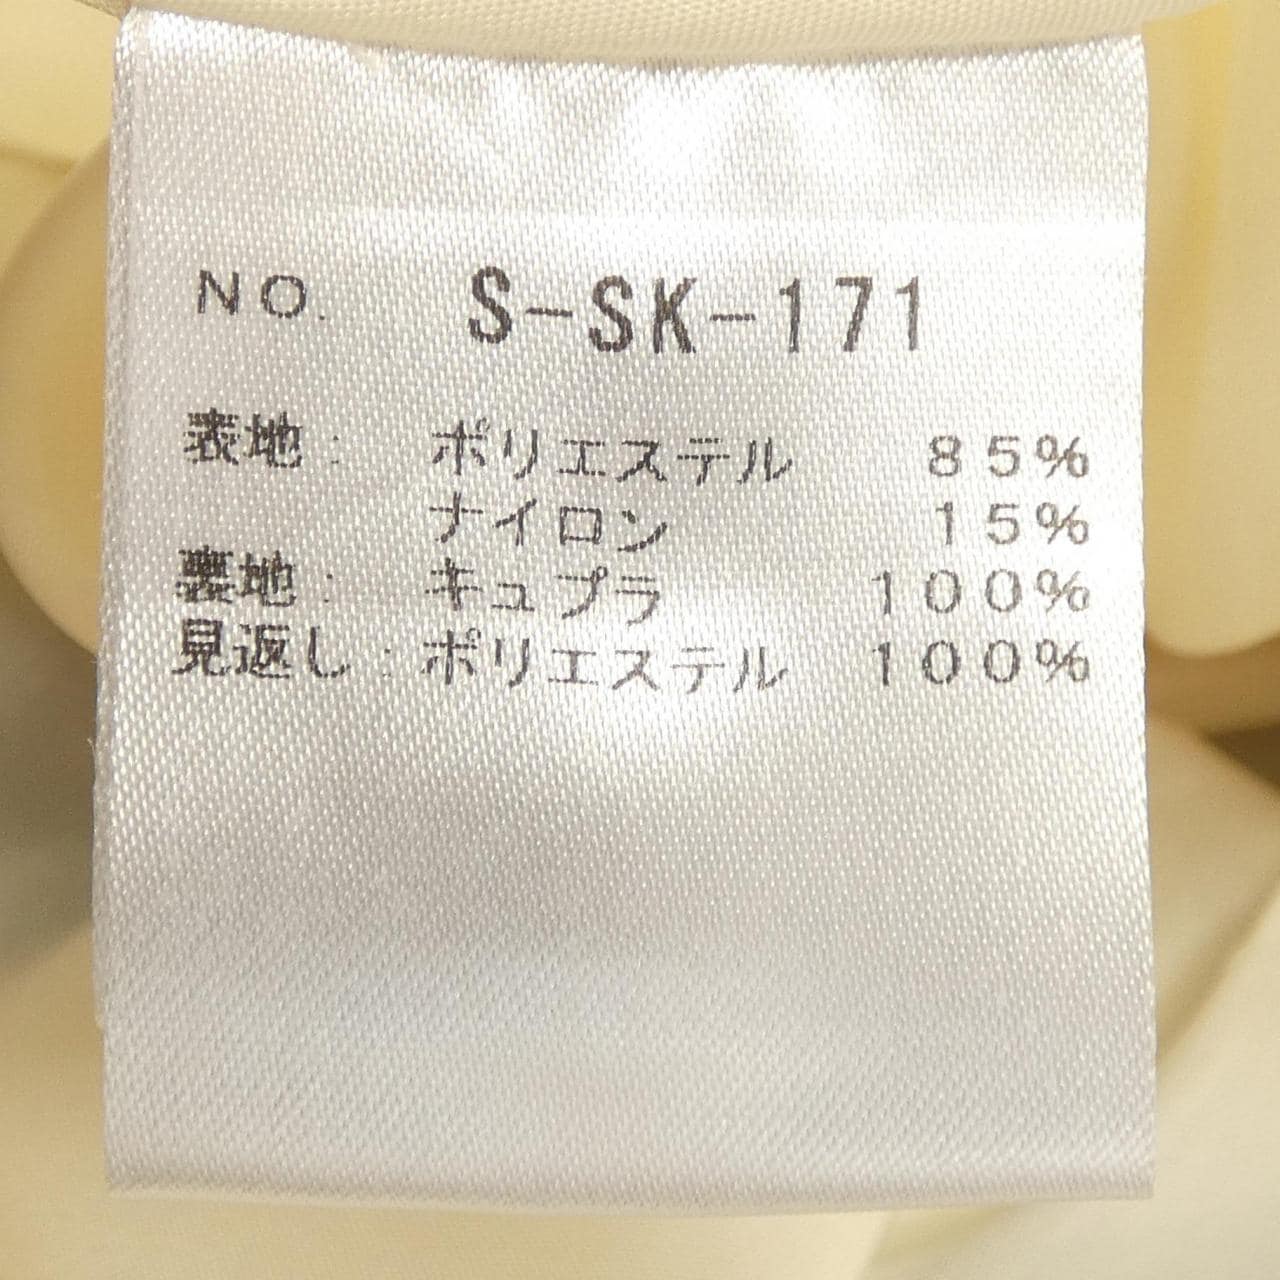 NO. S-SK-171
表地: ポリエステル 85%
ナイロン 15%
裏地: キュプラ 100%
見返し: ポリエステル 100%